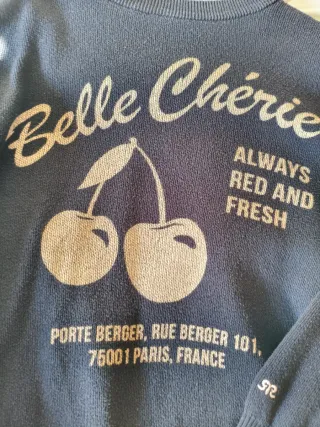 Belle Chérie
ALWAYS
RED AND
FRESH
PORTE BERGER, RUE BERGER 101,
75001 PARIS, FRANCE